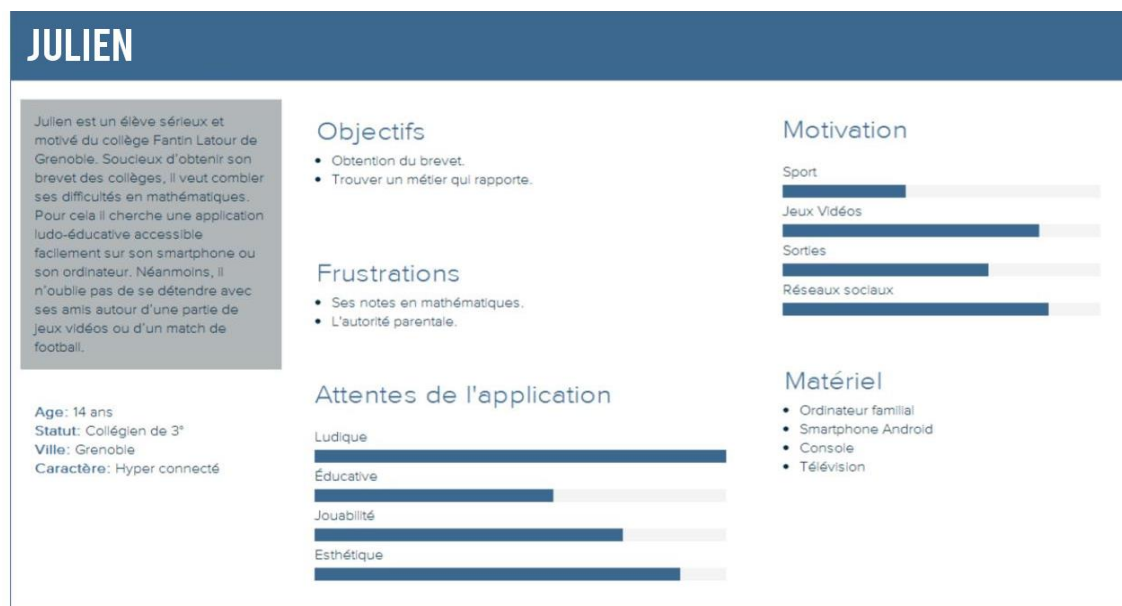 JULIEN
Julien est un élève sérieux et
motivé du collège Fantin Latour de
Grenoble. Soucieux d'obtenir son
brevet des collèges, il veut combler
ses difficultés en mathématiques.
Pour cela il cherche une application
ludo-éducative accessible
facilement sur son smartphone ou
son ordinateur. Néanmoins, il
n'oublie pas de se détendre avec
ses amis autour d'une partie de
jeux vidéos ou d'un match de
football.
Age: 14 ans
Statut: Collégien de 3°
Ville: Grenoble
Caractère: Hyper connecté
Objectifs
• Obtention du brevet.
• Trouver un métier qui rapporte.
Frustrations
• Ses notes en mathématiques.
• L'autorité parentale.
Attentes de l'application
Ludique
Éducative
Jouabilité
Esthétique
Motivation
Sport
Jeux Vidéos
Sorties
Réseaux sociaux
Matériel
• Ordinateur familial
• Smartphone Android
• Console
• Télévision